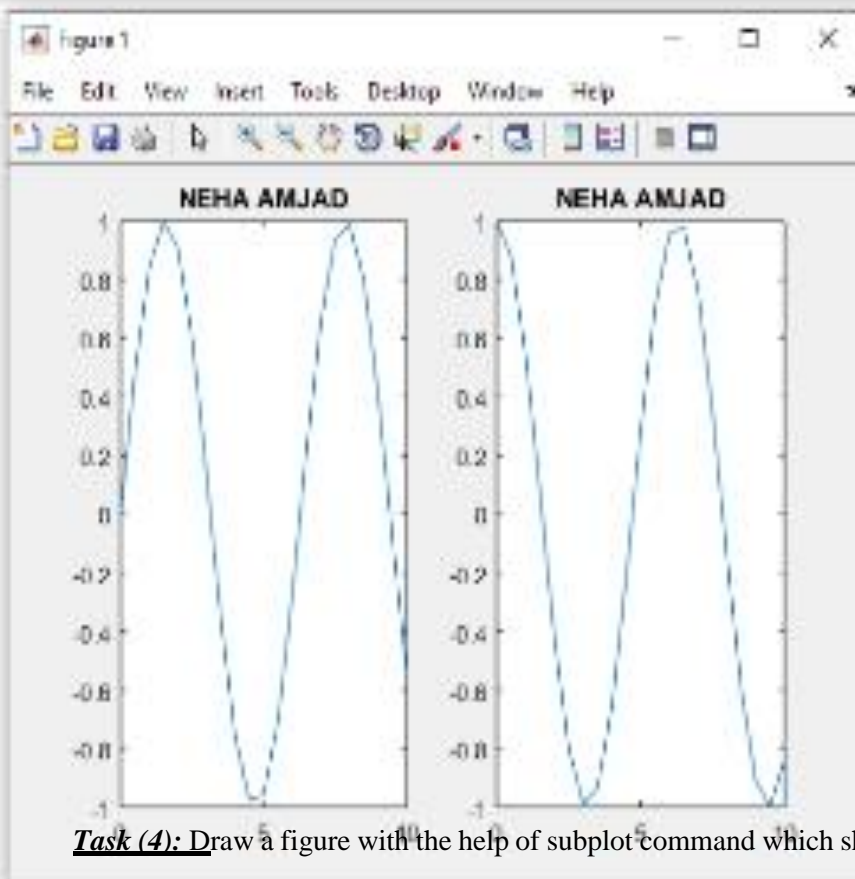 Figure 1
File Edit View Insert Tools Desktop Window Help
NEHA AMJAD NEHA AMJAD
1 1
0.8 0.8
0.6 0.6
0.4 0.4
0.2 0.2
0 0
-0.2 -0.2
-0.4 -0.4
-0.6 -0.6
-0.8 -0.8
-1 -1
0 5 10 0 5 10
Task (4): Draw a figure with the help of subplot command which